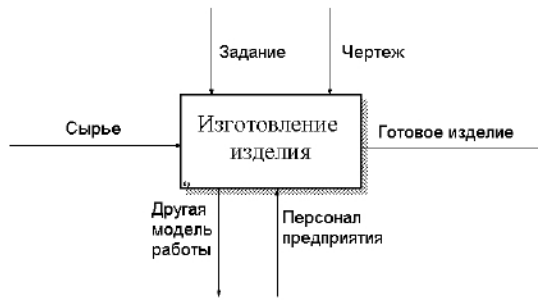 Задание
Чертеж
Сырье
Изготовление
изделия
Готовое изделие
Другая
модель
работы
Персонал
предприятия